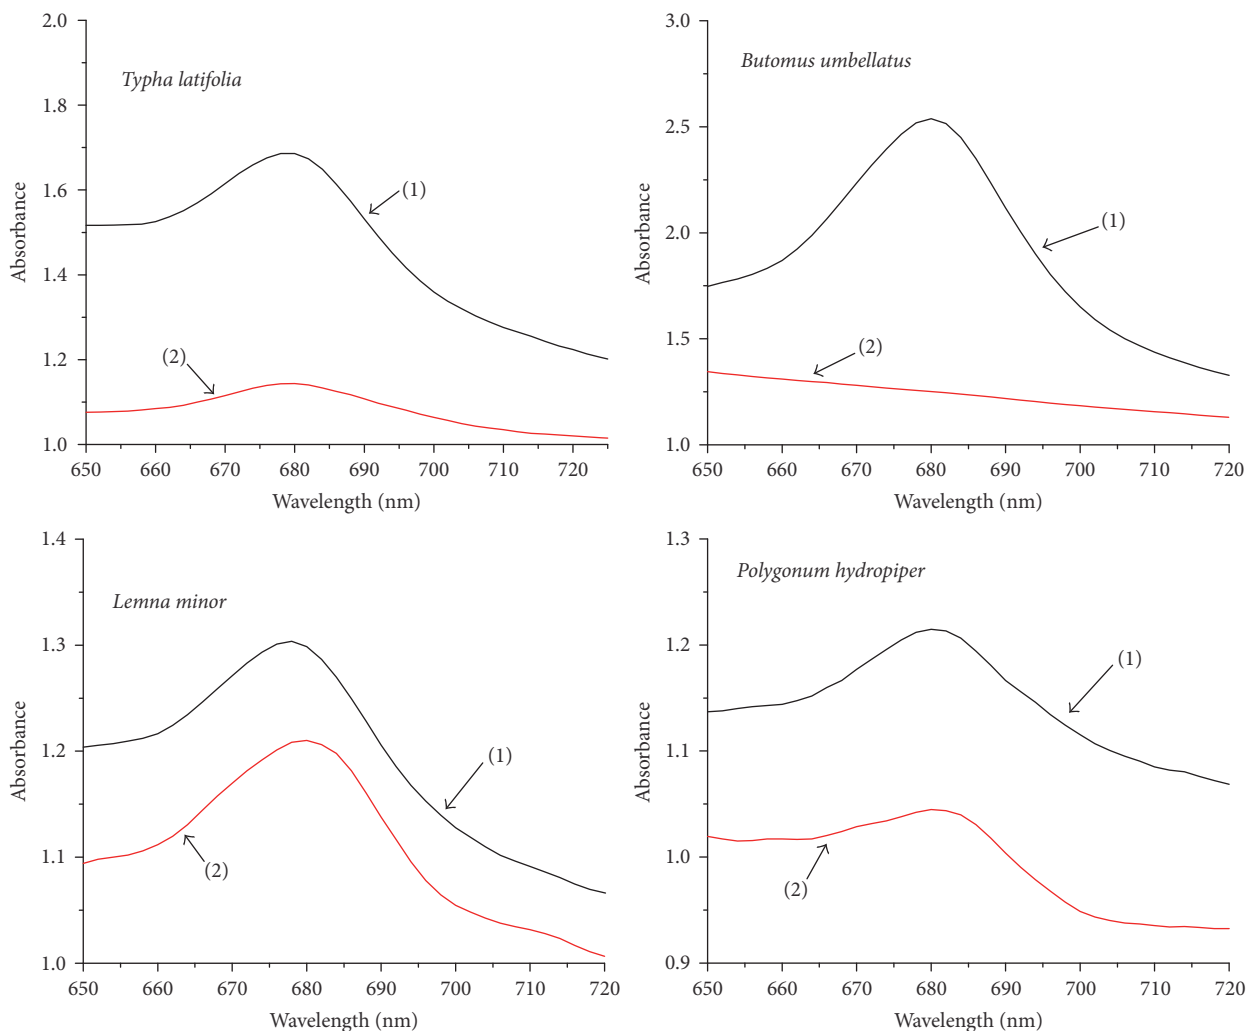 Typha latifolia
Absorbance
2.0
1.8
1.6
1.4
1.2
1.0
(1)
(2)
650 660 670 680 690 700 710 720
Wavelength (nm)
Butomus umbellatus
Absorbance
3.0
2.5
2.0
1.5
1.0
(1)
(2)
650 660 670 680 690 700 710 720
Wavelength (nm)
Lemna minor
Absorbance
1.4
1.3
1.2
1.1
1.0
(1)
(2)
650 660 670 680 690 700 710 720
Wavelength (nm)
Polygonum hydropiper
Absorbance
1.3
1.2
1.1
1.0
0.9
(1)
(2)
650 660 670 680 690 700 710 720
Wavelength (nm)